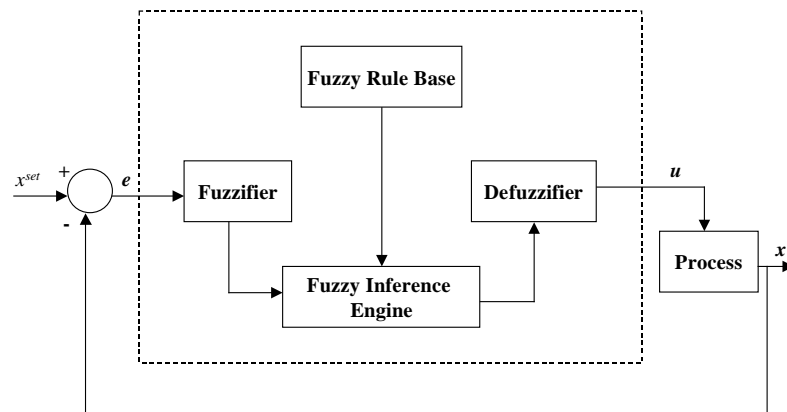 Fuzzy Rule Base
+
x^set
e
-
Fuzzifier
Defuzzifier
u
Process
x
Fuzzy Inference
Engine